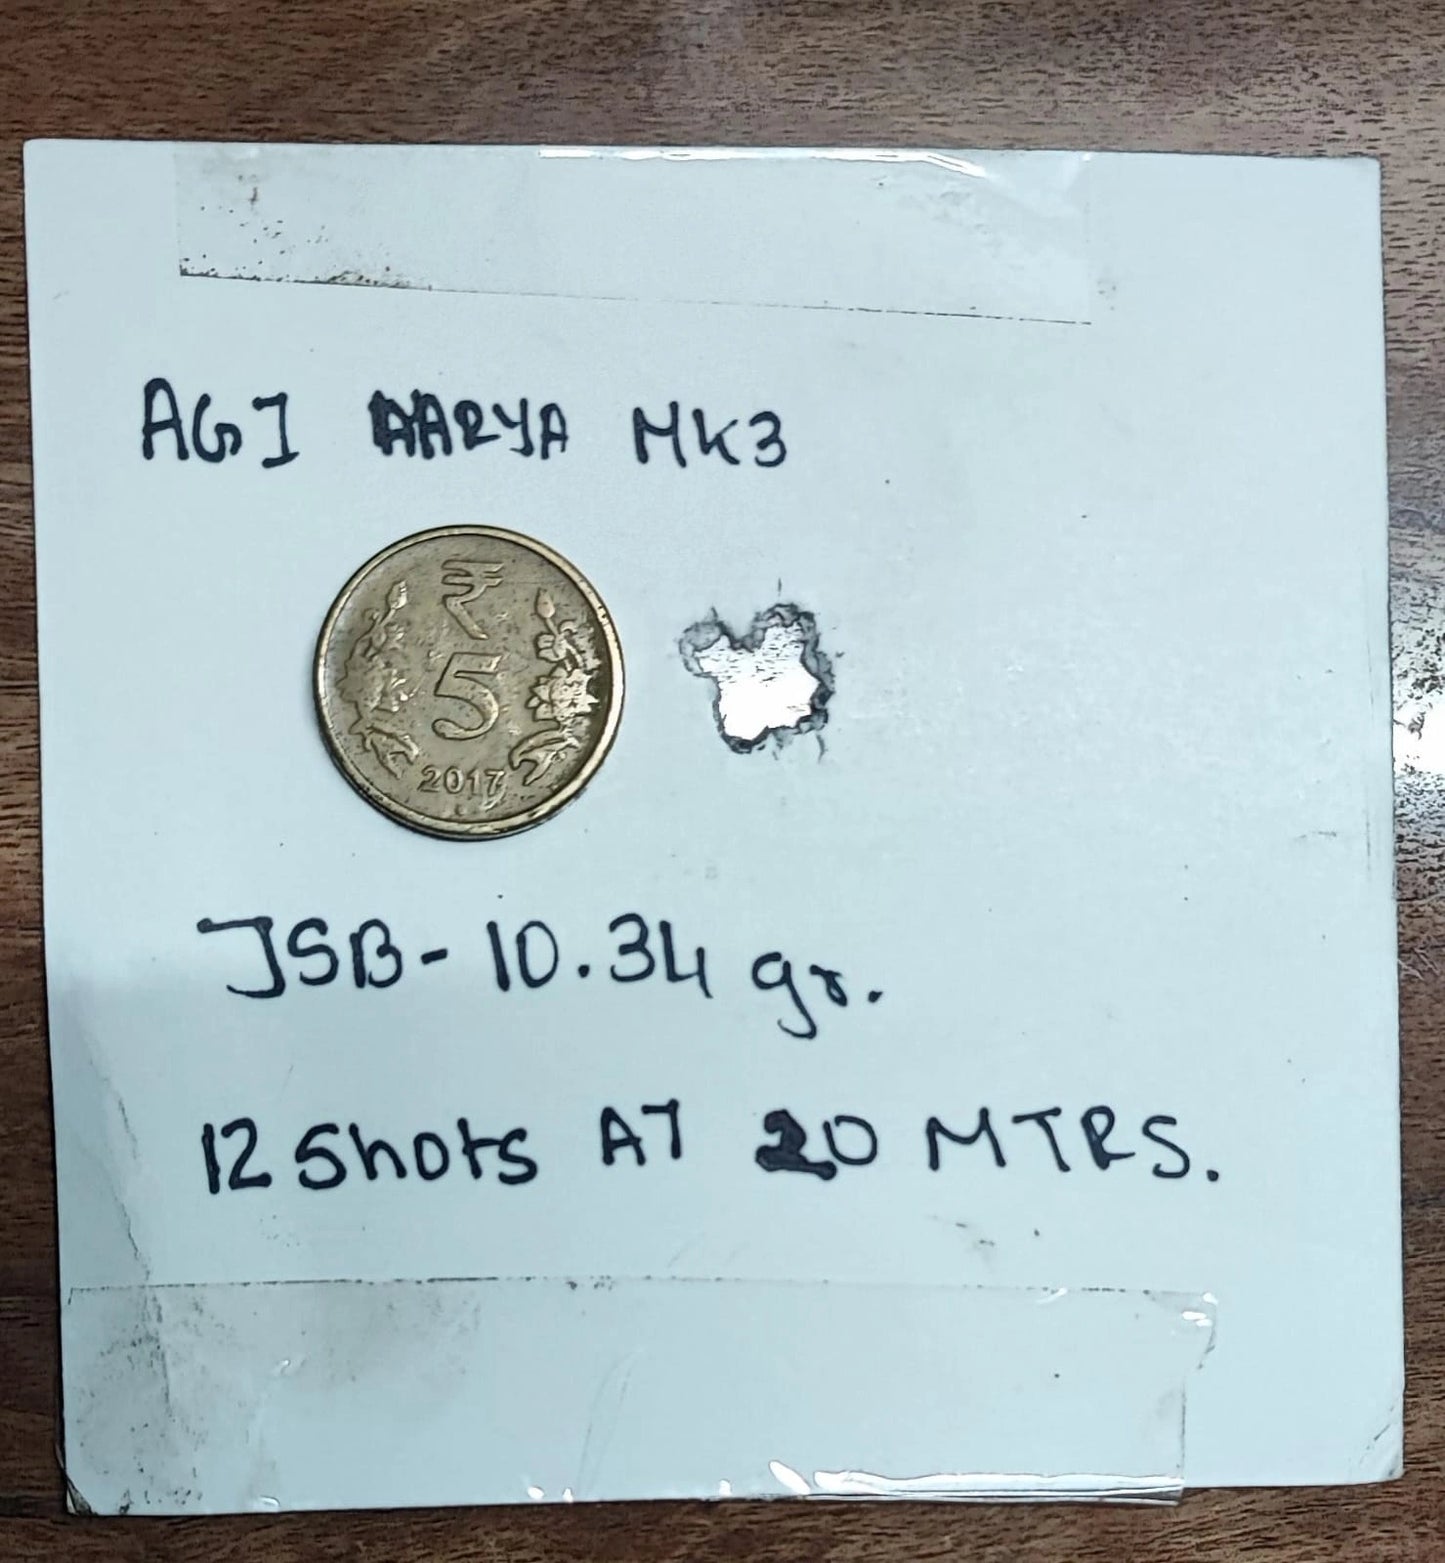 AGI AARYA MK3
₹
5
2017
JSB-10.34 gr.
12 Shots AT 20 MTRS.